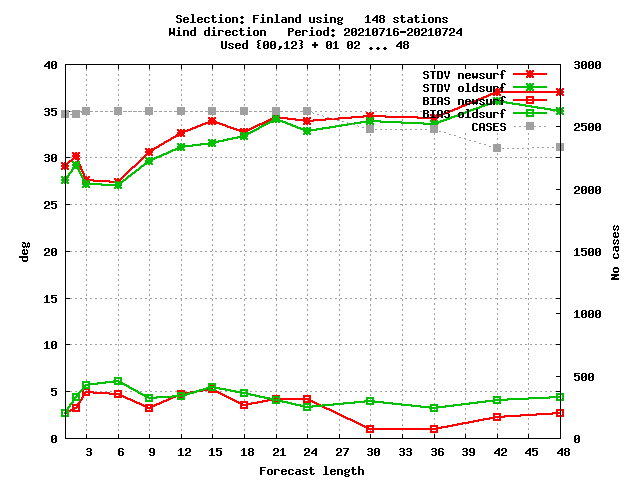 Selection: Finland using   148 stations
Wind direction   Period: 20210716-20210724
Used {00,12} + 01 02 ... 48
STDV newsurf
STDV oldsurf
BIAS newsurf
BIAS oldsurf
CASES
40
35
30
25
20
15
10
5
0
deg
3000
2500
2000
1500
1000
500
0
No cases
3 6 9 12 15 18 21 24 27 30 33 36 39 42 45 48
Forecast length